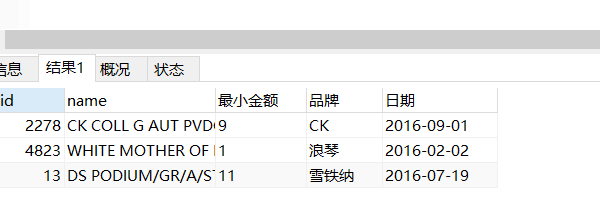 信息 结果1 概况 状态
id name 最小金额 品牌 日期
2278 CK COLL G AUT PVD 9 CK 2016-09-01
4823 WHITE MOTHER OF 1 浪琴 2016-02-02
13 DS PODIUM/GR/A/ST 11 雪铁纳 2016-07-19